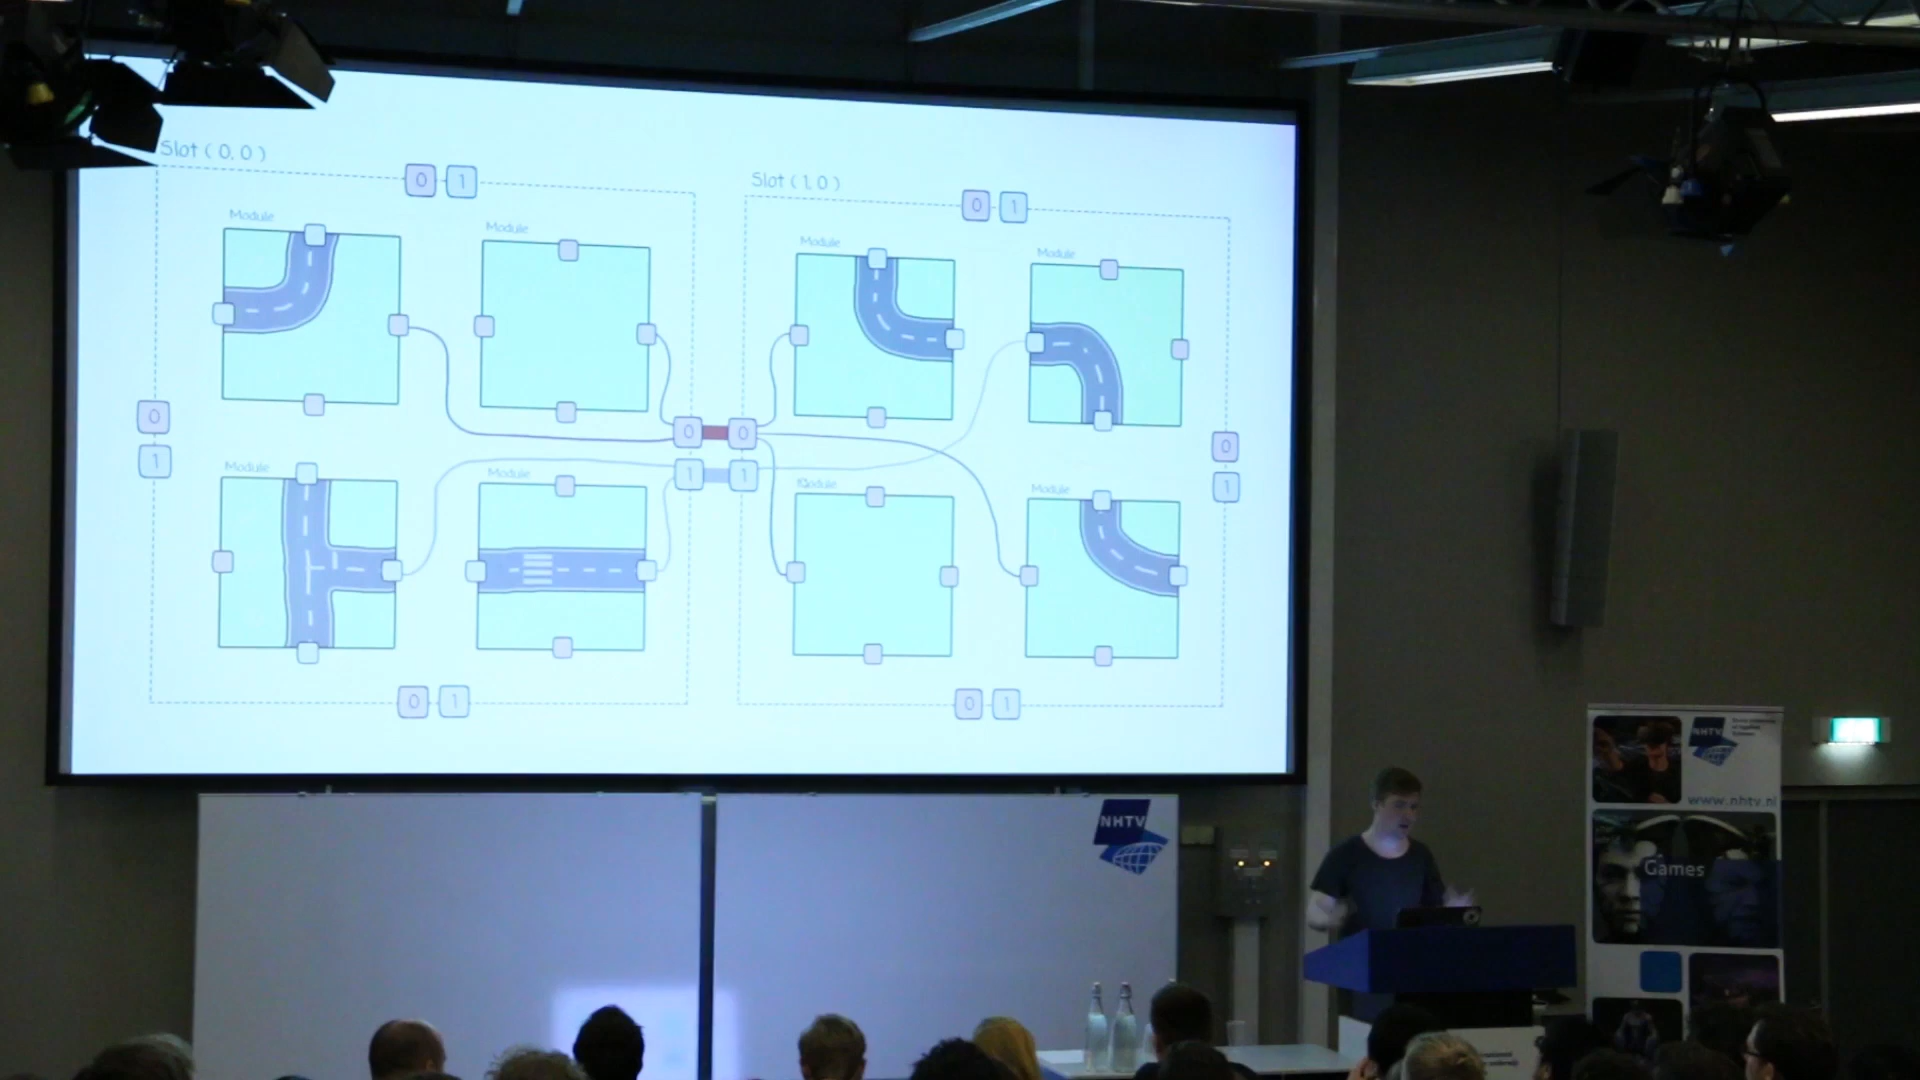 Slot ( 0, 0 )
0 1
Slot ( 1, 0 )
0 1
Module
Module
Module
Module
0
1
0 0
1 1
0
1
Module
Module
Module
Module
0 1
0 1
NHTV
NHTV
www.nhtv.nl
Games